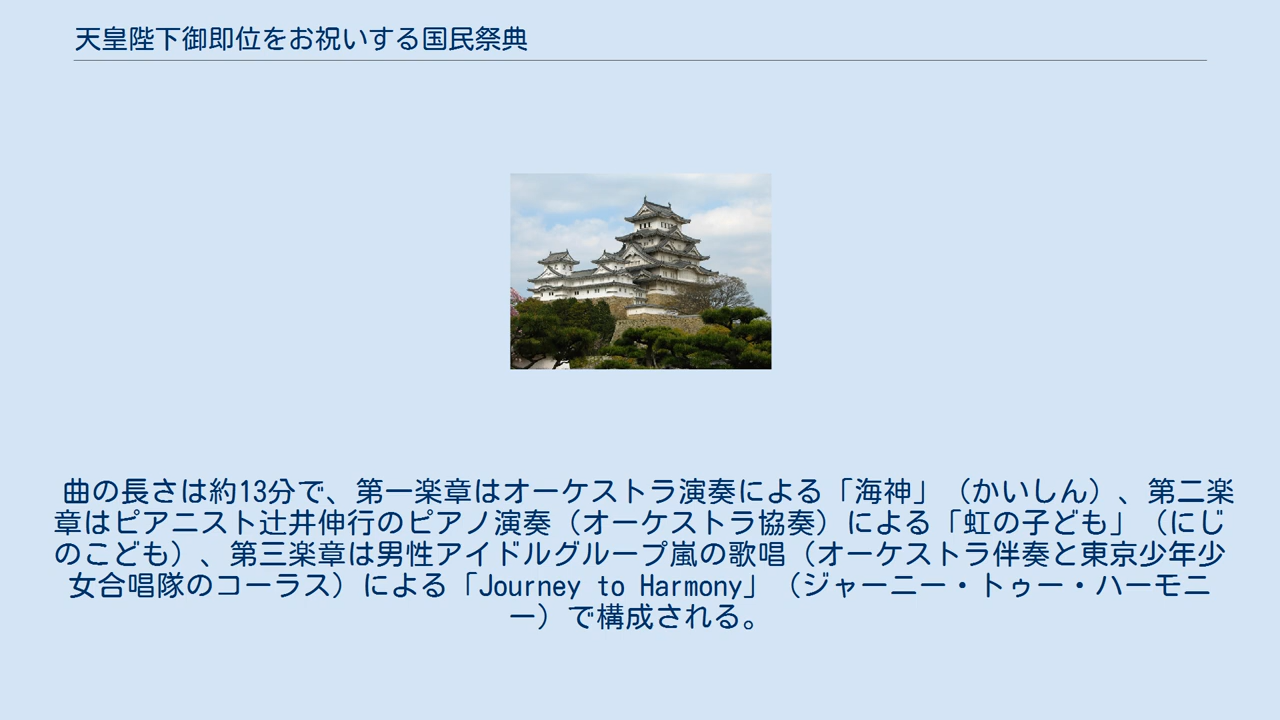 天皇陛下御即位をお祝いする国民祭典
曲の長さは約13分で、第一楽章はオーケストラ演奏による「海神」（かいしん）、第二楽
章はピアニスト辻井伸行のピアノ演奏（オーケストラ協奏）による「虹の子ども」（にじ
のこども）、第三楽章は男性アイドルグループ嵐の歌唱（オーケストラ伴奏と東京少年少
女合唱隊のコーラス）による「Journey to Harmony」（ジャーニー・トゥー・ハーモニ
ー）で構成される。